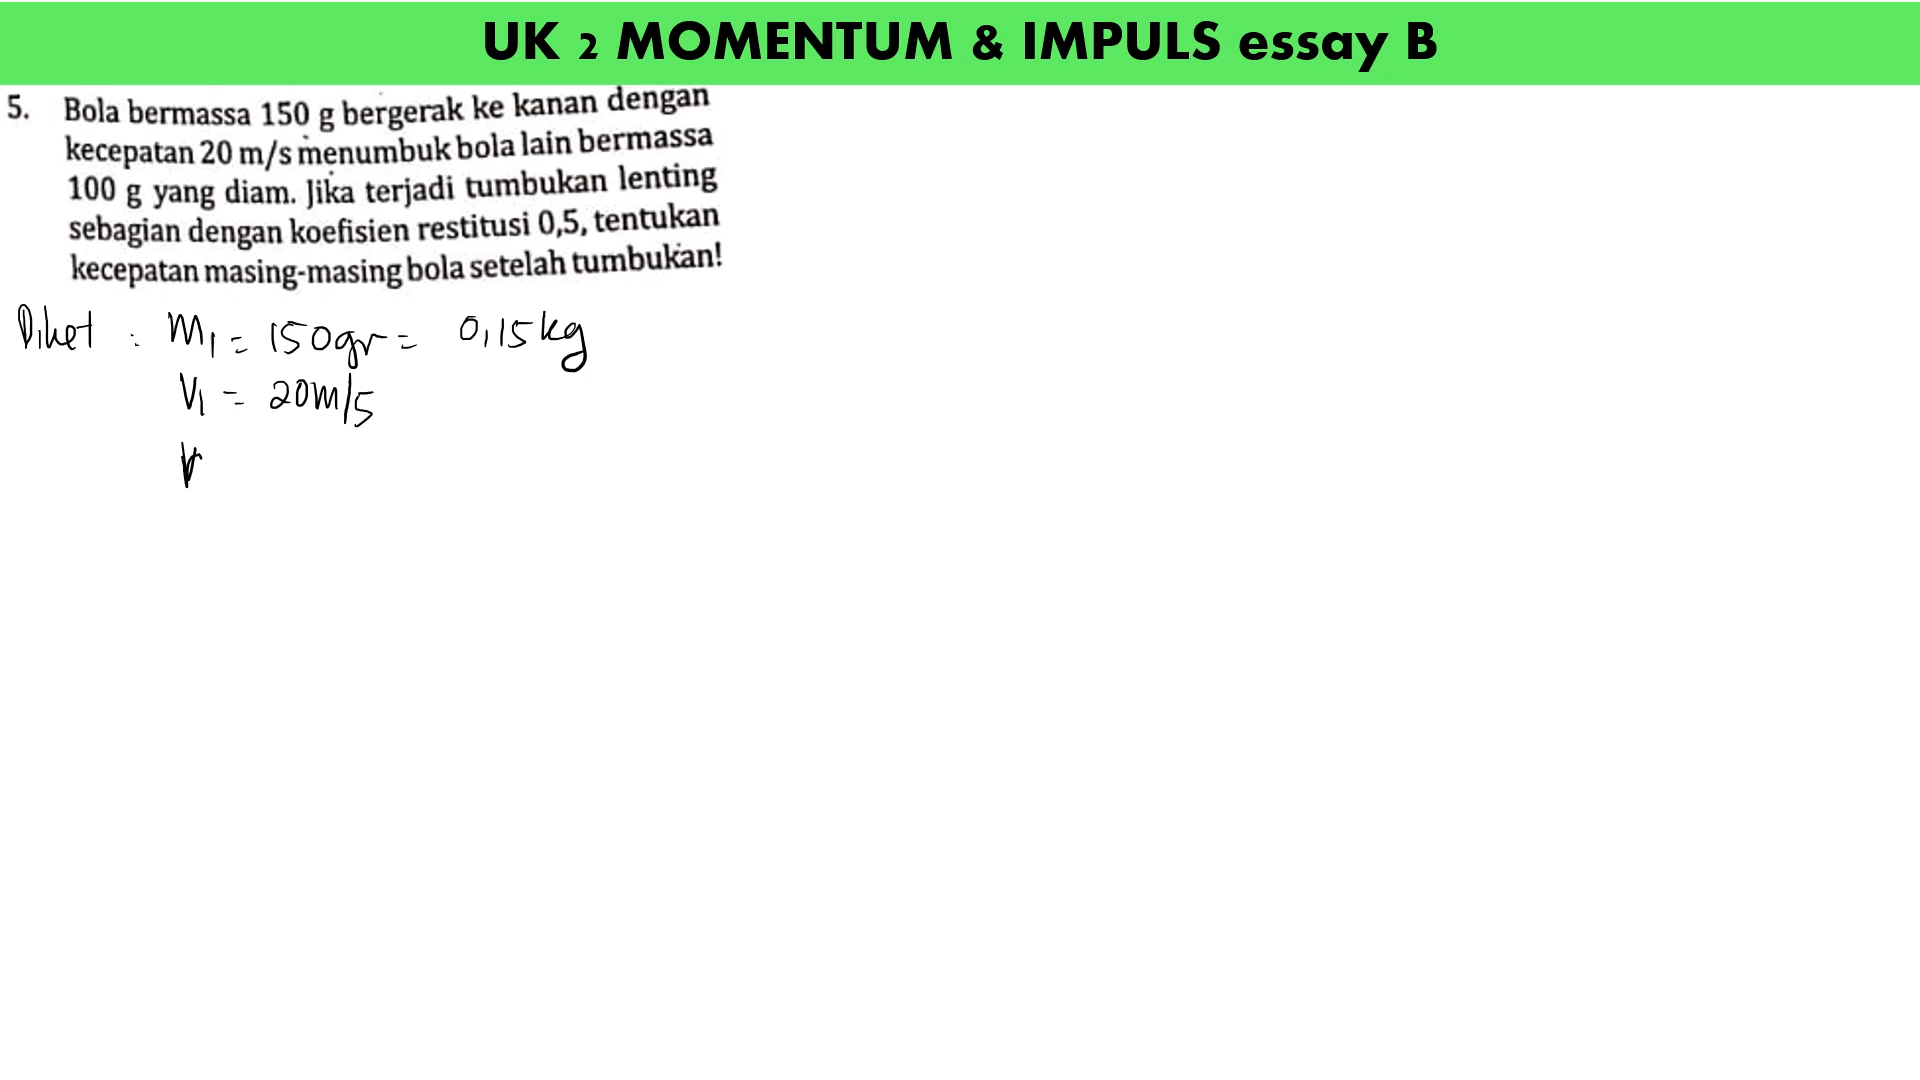 UK 2 MOMENTUM & IMPULS essay B
5. Bola bermassa 150 g bergerak ke kanan dengan
kecepatan 20 m/s menumbuk bola lain bermassa
100 g yang diam. Jika terjadi tumbukan lenting
sebagian dengan koefisien restitusi 0,5, tentukan
kecepatan masing-masing bola setelah tumbukan!
Diket : m1 = 150gr = 0,15 kg
V1 = 20m/s